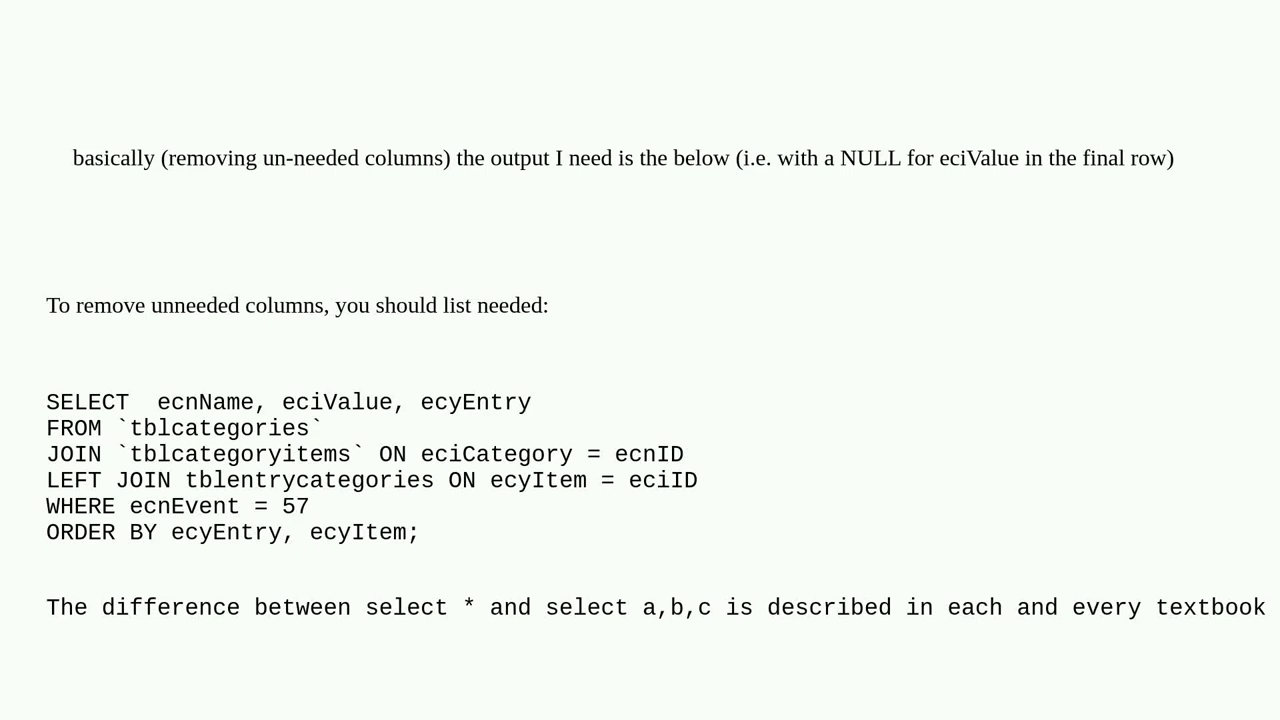 basically (removing un-needed columns) the output I need is the below (i.e. with a NULL for eciValue in the final row)
To remove unneeded columns, you should list needed:
SELECT  ecnName, eciValue, ecyEntry
FROM `tblcategories`
JOIN `tblcategoryitems` ON eciCategory = ecnID
LEFT JOIN tblentrycategories ON ecyItem = eciID
WHERE ecnEvent = 57
ORDER BY ecyEntry, ecyItem;
The difference between select * and select a,b,c is described in each and every textbook